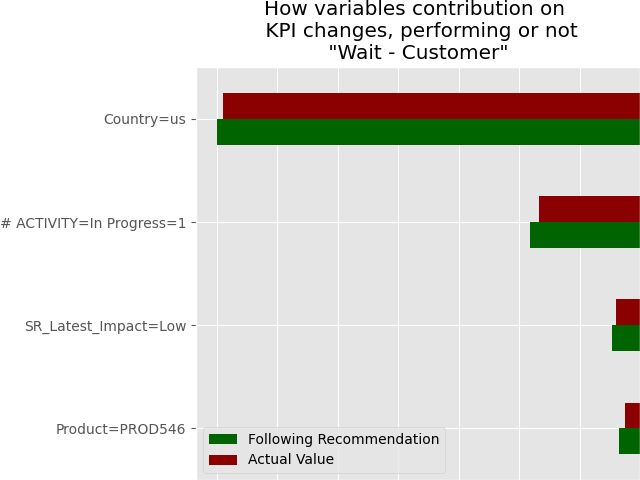 How variables contribution on
KPI changes, performing or not
"Wait - Customer"
Country=us
# ACTIVITY=In Progress=1
SR_Latest_Impact=Low
Product=PROD546
Following Recommendation
Actual Value